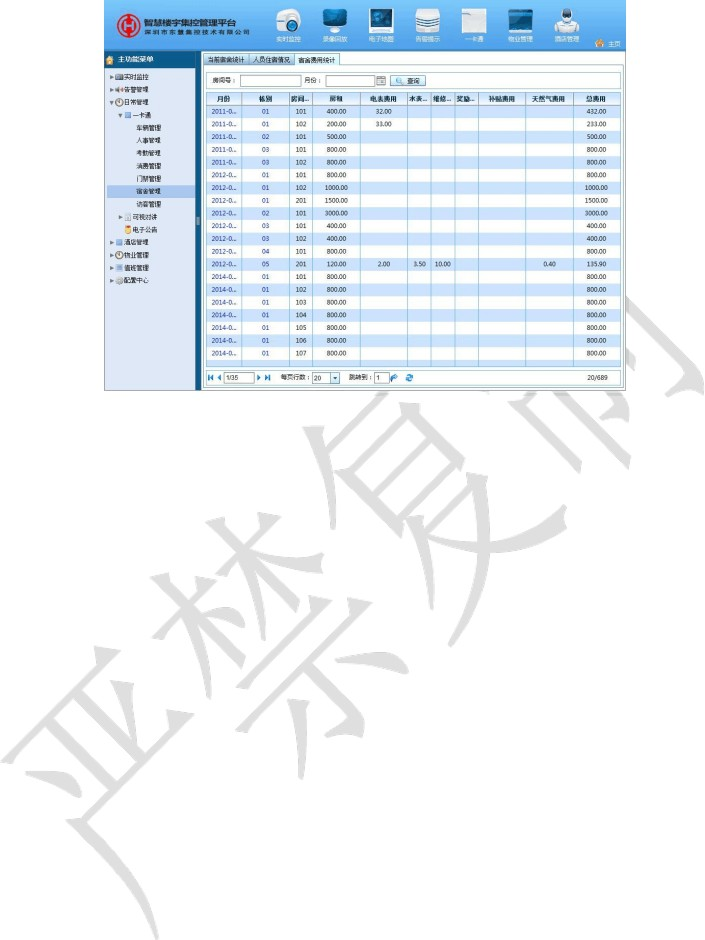 智慧楼宇集控管理平台
深圳市东慧集控技术有限公司
实时监控 录像回放 电子地图 告警提示 一卡通 物业管理 酒店管理
主页
主功能菜单
实时监控
告警管理
日常管理
一卡通
车辆管理
人事管理
考勤管理
消费管理
门禁管理
宿舍管理
访客管理
可视对讲
电子公告
酒店管理
物业管理
值班管理
配置中心
当前宿舍统计 人员住宿情况 宿舍费用统计
房间号： 月份： 查询
月份 栋别 房间... 房租 电表费用 水表... 维修... 奖励... 补贴费用 天然气费用 总费用
2011-0... 01 101 400.00 32.00 432.00
2011-0... 01 102 200.00 33.00 233.00
2011-0... 02 101 500.00 500.00
2011-0... 03 101 800.00 800.00
2011-0... 03 102 800.00 800.00
2012-0... 01 101 800.00 800.00
2012-0... 01 102 1000.00 1000.00
2012-0... 01 201 1500.00 1500.00
2012-0... 02 101 3000.00 3000.00
2012-0... 03 101 400.00 400.00
2012-0... 03 102 400.00 400.00
2012-0... 04 101 800.00 800.00
2012-0... 05 201 120.00 2.00 3.50 10.00 0.40 135.90
2014-0... 01 101 800.00 800.00
2014-0... 01 102 800.00 800.00
2014-0... 01 103 800.00 800.00
2014-0... 01 104 800.00 800.00
2014-0... 01 105 800.00 800.00
2014-0... 01 106 800.00 800.00
2014-0... 01 107 800.00 800.00
1/35 每页行数：20 跳转到：1 20/689
严禁复制